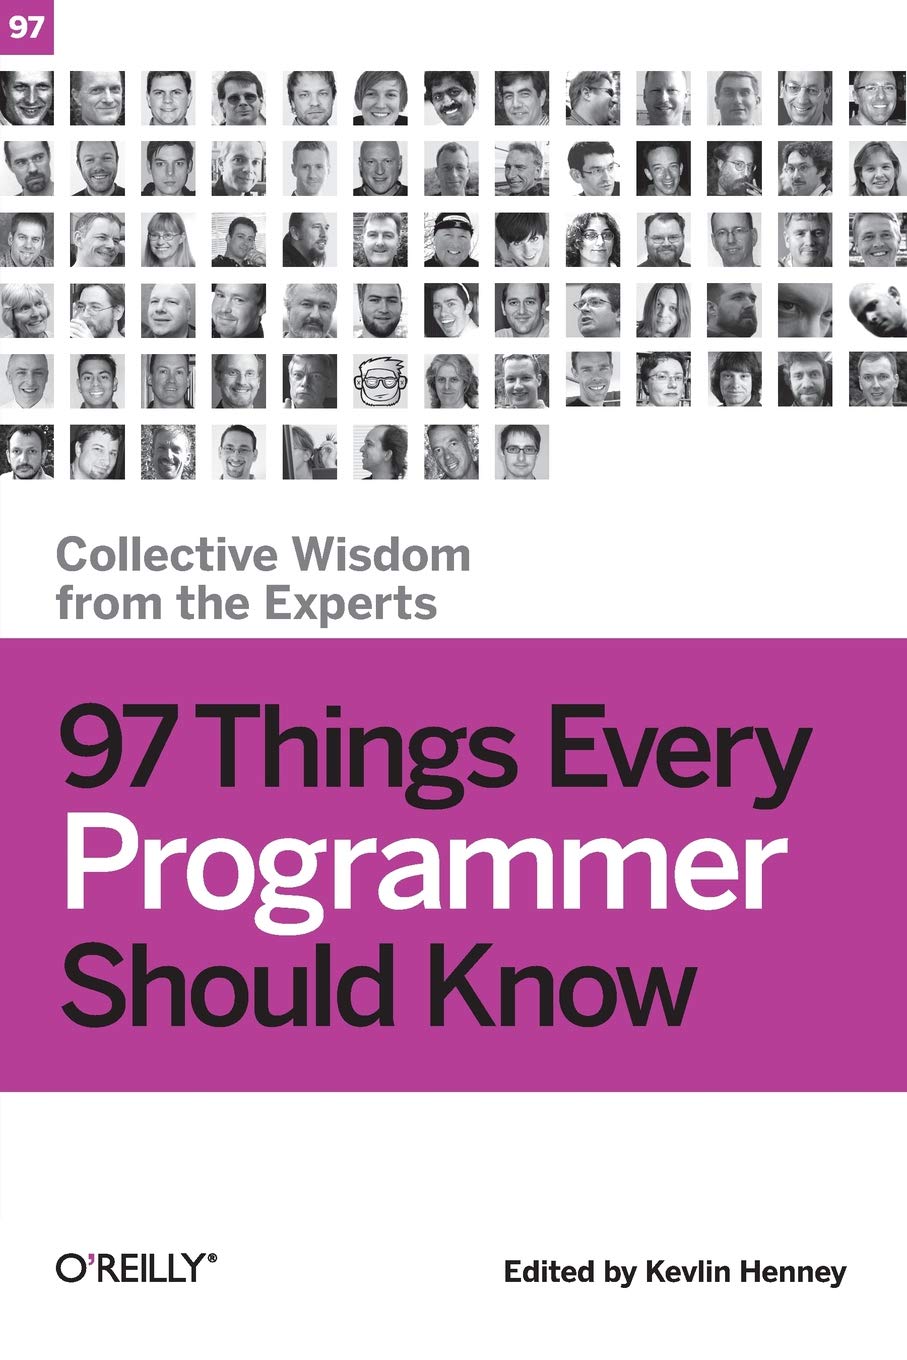 97
Collective Wisdom
from the Experts
97 Things Every
Programmer
Should Know
O'REILLY®
Edited by Kevlin Henney